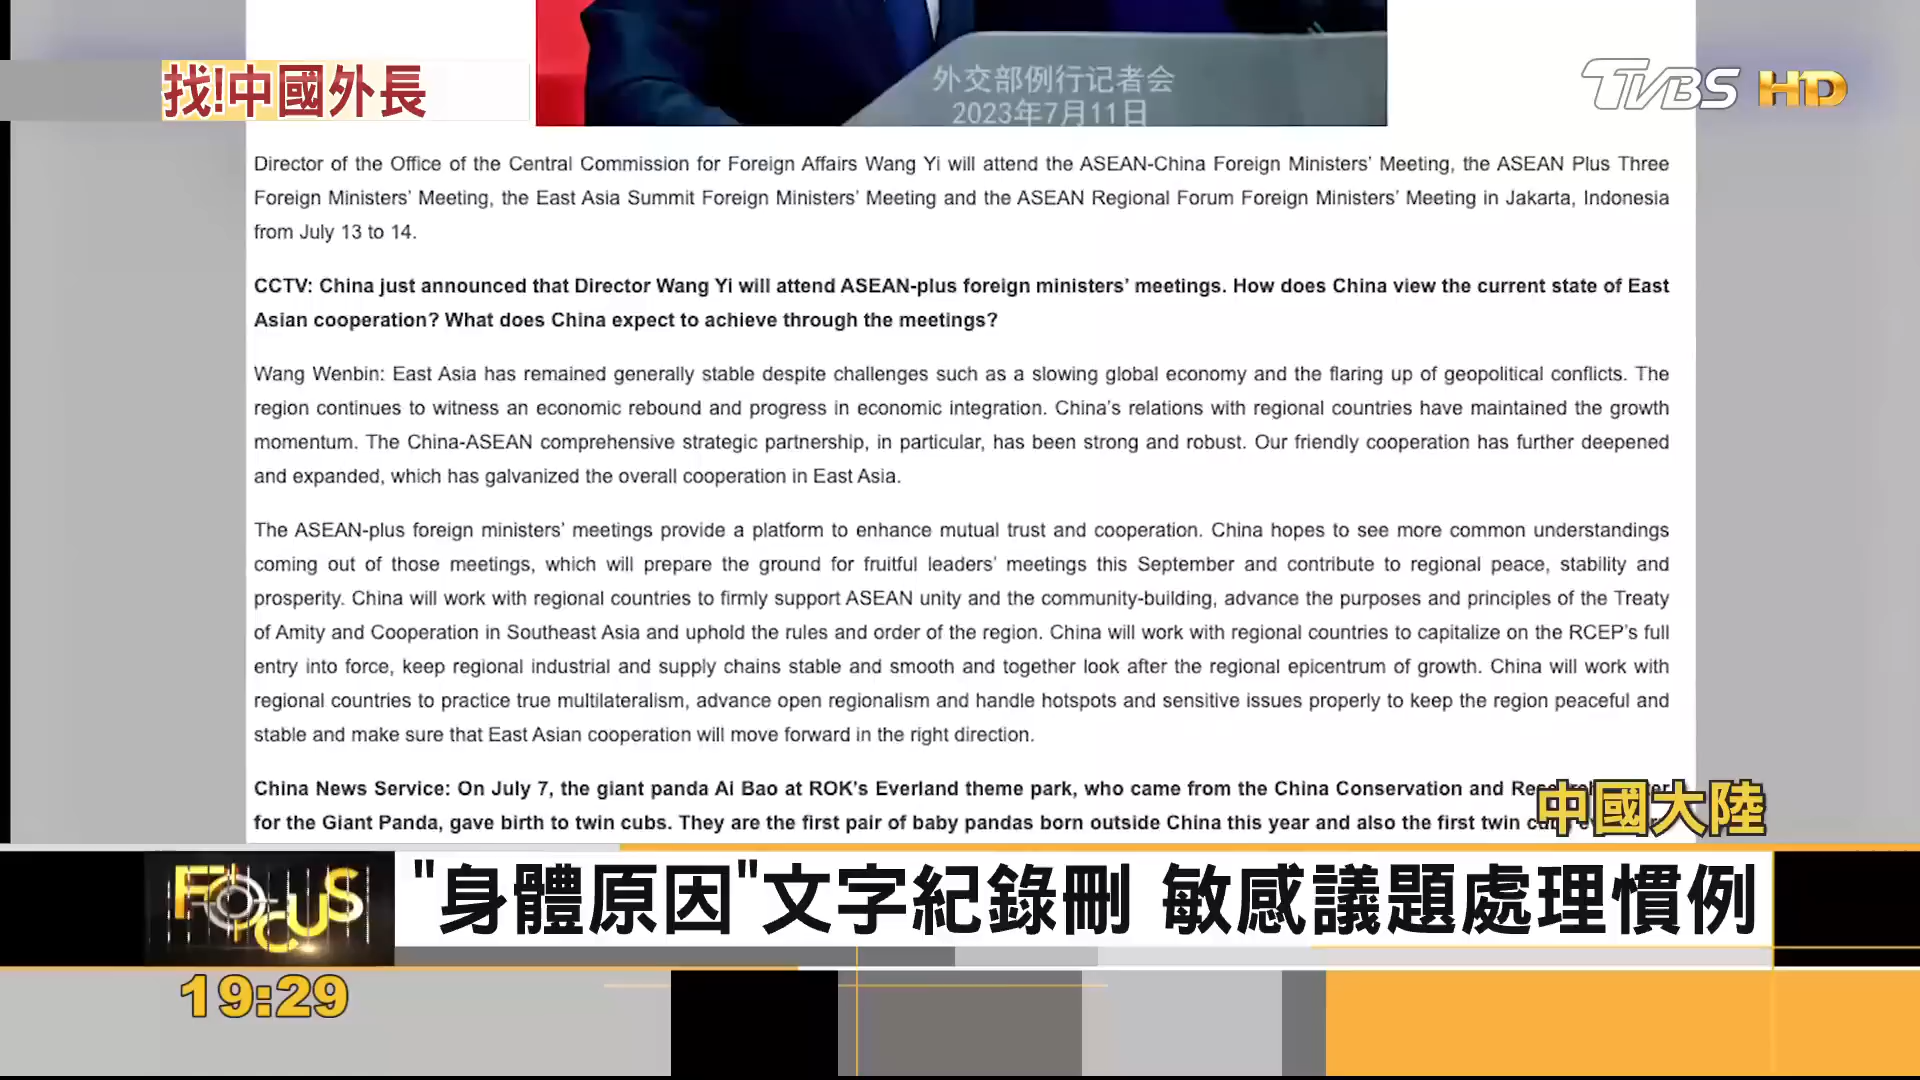 找!中國外長
TVBS HD
外交部例行记者会
2023年7月11日
Director of the Office of the Central Commission for Foreign Affairs Wang Yi will attend the ASEAN-China Foreign Ministers’ Meeting, the ASEAN Plus Three
Foreign Ministers’ Meeting, the East Asia Summit Foreign Ministers’ Meeting and the ASEAN Regional Forum Foreign Ministers’ Meeting in Jakarta, Indonesia
from July 13 to 14.
CCTV: China just announced that Director Wang Yi will attend ASEAN-plus foreign ministers’ meetings. How does China view the current state of East
Asian cooperation? What does China expect to achieve through the meetings?
Wang Wenbin: East Asia has remained generally stable despite challenges such as a slowing global economy and the flaring up of geopolitical conflicts. The
region continues to witness an economic rebound and progress in economic integration. China’s relations with regional countries have maintained the growth
momentum. The China-ASEAN comprehensive strategic partnership, in particular, has been strong and robust. Our friendly cooperation has further deepened
and expanded, which has galvanized the overall cooperation in East Asia.
The ASEAN-plus foreign ministers’ meetings provide a platform to enhance mutual trust and cooperation. China hopes to see more common understandings
coming out of those meetings, which will prepare the ground for fruitful leaders’ meetings this September and contribute to regional peace, stability and
prosperity. China will work with regional countries to firmly support ASEAN unity and the community-building, advance the purposes and principles of the Treaty
of Amity and Cooperation in Southeast Asia and uphold the rules and order of the region. China will work with regional countries to capitalize on the RCEP’s full
entry into force, keep regional industrial and supply chains stable and smooth and together look after the regional epicentrum of growth. China will work with
regional countries to practice true multilateralism, advance open regionalism and handle hotspots and sensitive issues properly to keep the region peaceful and
stable and make sure that East Asian cooperation will move forward in the right direction.
China News Service: On July 7, the giant panda Ai Bao at ROK’s Everland theme park, who came from the China Conservation and
for the Giant Panda, gave birth to twin cubs. They are the first pair of baby pandas born outside China this year and also the first twin
中國大陸
FOCUS
"身體原因"文字紀錄刪 敏感議題處理慣例
19:29